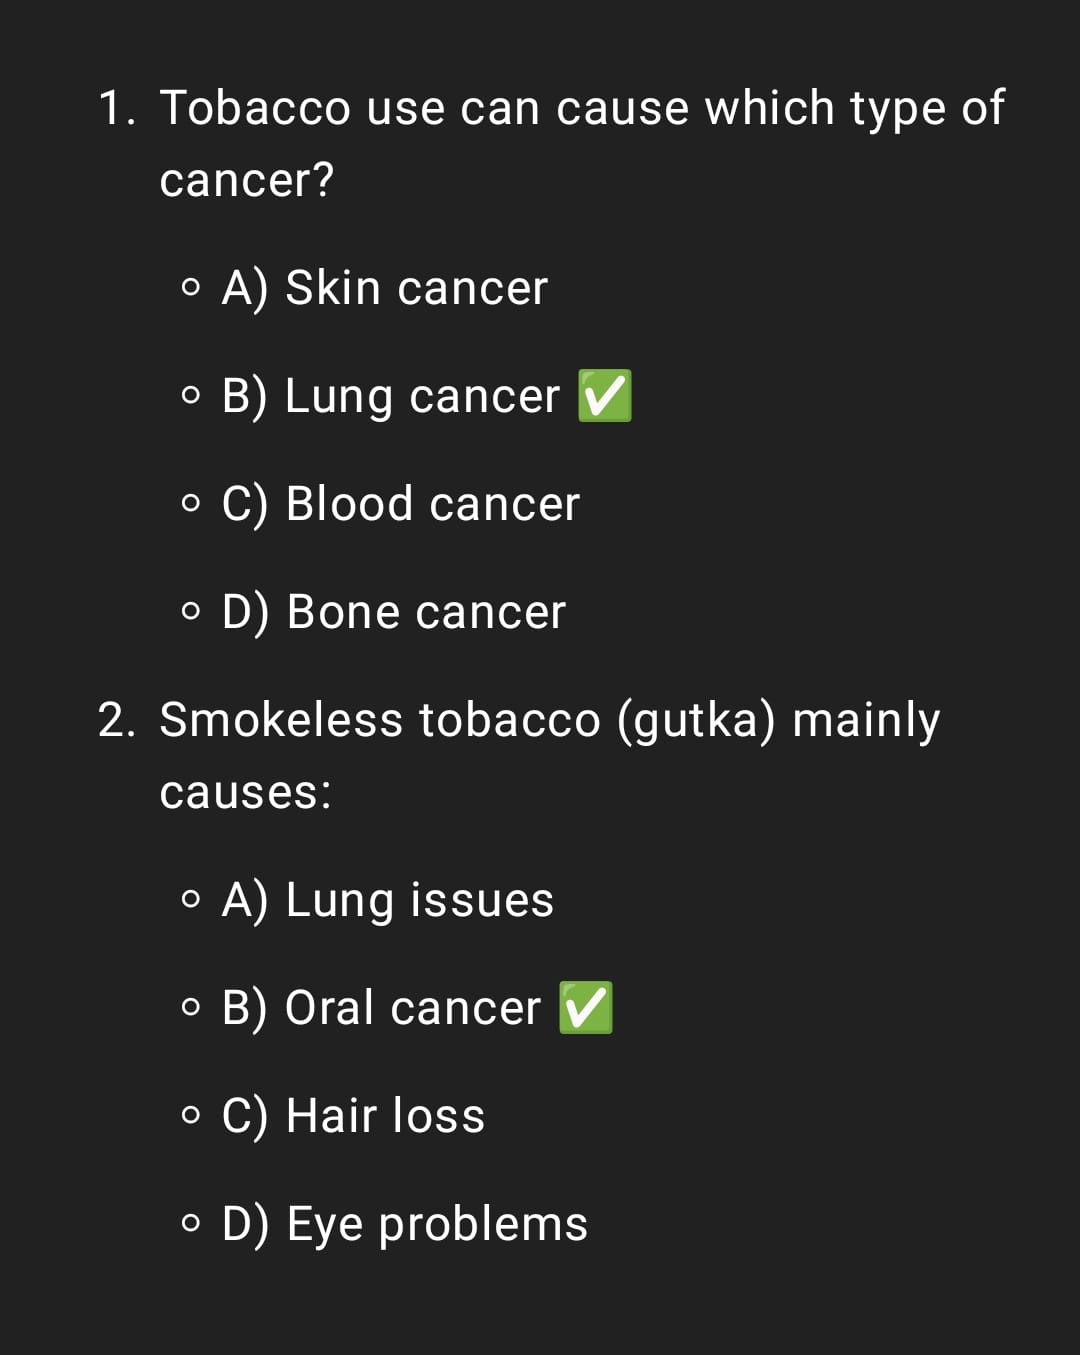 1. Tobacco use can cause which type of
cancer?
○ A) Skin cancer
○ B) Lung cancer ✅
○ C) Blood cancer
○ D) Bone cancer
2. Smokeless tobacco (gutka) mainly
causes:
○ A) Lung issues
○ B) Oral cancer ✅
○ C) Hair loss
○ D) Eye problems